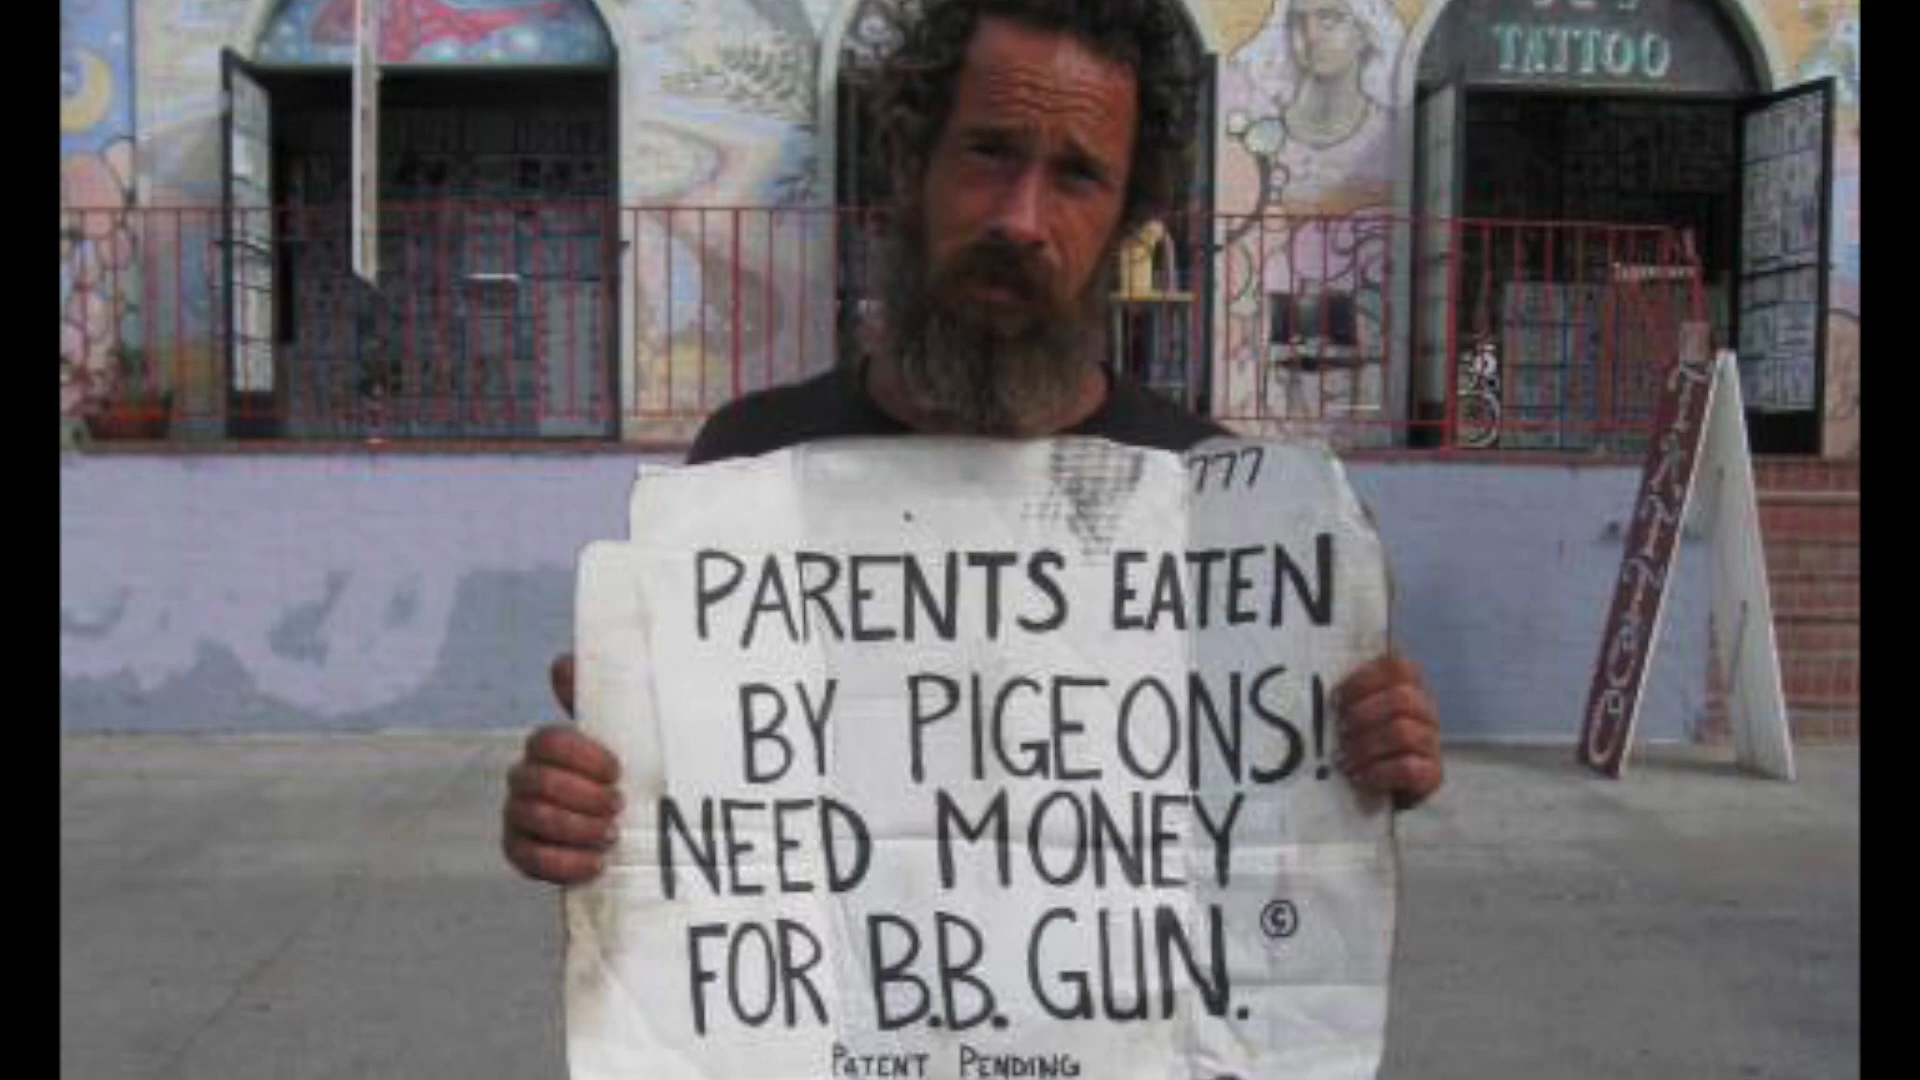 TATTOO
777
PARENTS EATEN
BY PIGEONS!
NEED MONEY
FOR B.B. GUN.©
PATENT PENDING